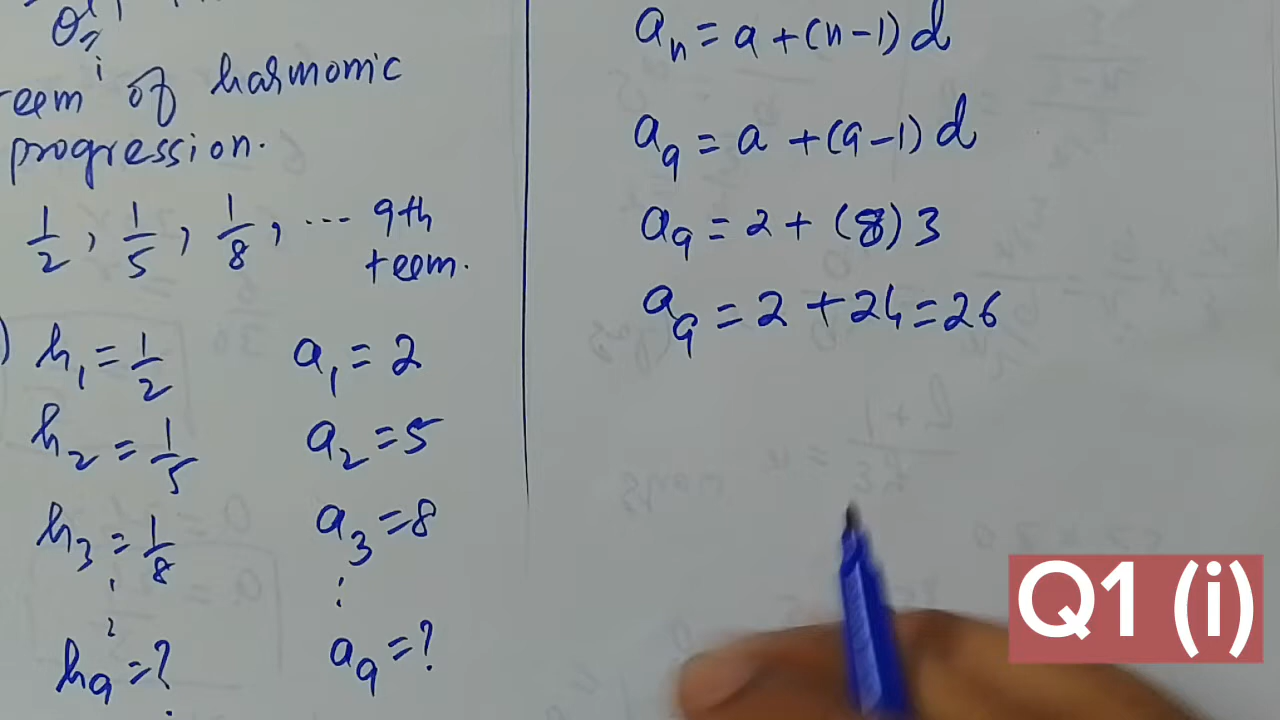 of harmonic
progression.
1/2, 1/5, 1/8, ... 9th
term.
h₁ = 1/2 a₁ = 2
h₂ = 1/5 a₂ = 5
h₃ = 1/8 a₃ = 8
⋮ ⋮
h₉ = ? a₉ = ?
aₙ = a + (n-1) d
a₉ = a + (9-1) d
a₉ = 2 + (8) 3
a₉ = 2 + 24 = 26
Q1 (i)